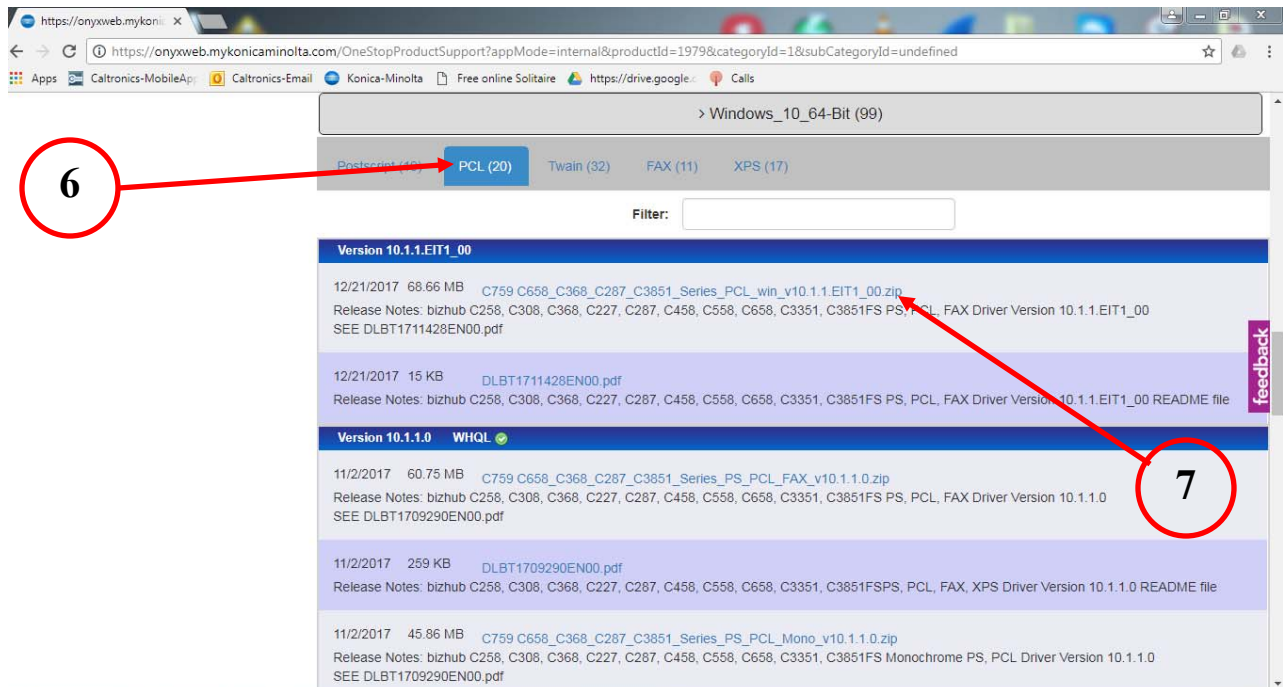 https://onyxweb.mykoni
https://onyxweb.mykonicaminolta.com/OneStopProductSupport?appMode=internal&productId=1979&categoryId=1&subCategoryId=undefined
Apps Caltronics-MobileAp Caltronics-Email Konica-Minolta Free online Solitaire https://drive.google.c Calls
> Windows_10_64-Bit (99)
Postscript PCL (20) Twain (32) FAX (11) XPS (17)
6
Filter:
Version 10.1.1.EIT1_00
12/21/2017 68.66 MB C759 C658_C368_C287_C3851_Series_PCL_win_v10.1.1.EIT1_00.zip
Release Notes: bizhub C258, C308, C368, C227, C287, C458, C558, C658, C3351, C3851FS PS, PCL, FAX Driver Version 10.1.1.EIT1_00
SEE DLBT1711428EN00.pdf
feedback
12/21/2017 15 KB DLBT1711428EN00.pdf
Release Notes: bizhub C258, C308, C368, C227, C287, C458, C558, C658, C3351, C3851FS PS, PCL, FAX Driver Version 10.1.1.EIT1_00 README file
Version 10.1.1.0 WHQL
11/2/2017 60.75 MB C759 C658_C368_C287_C3851_Series_PS_PCL_FAX_v10.1.1.0.zip
Release Notes: bizhub C258, C308, C368, C227, C287, C458, C558, C658, C3351, C3851FS PS, PCL, FAX Driver Version 10.1.1.0
SEE DLBT1709290EN00.pdf
7
11/2/2017 259 KB DLBT1709290EN00.pdf
Release Notes: bizhub C258, C308, C368, C227, C287, C458, C558, C658, C3351, C3851FSPS, PCL, FAX, XPS Driver Version 10.1.1.0 README file
11/2/2017 45.86 MB C759 C658_C368_C287_C3851_Series_PS_PCL_Mono_v10.1.1.0.zip
Release Notes: bizhub C258, C308, C368, C227, C287, C458, C558, C658, C3351, C3851FS Monochrome PS, PCL Driver Version 10.1.1.0
SEE DLBT1709290EN00.pdf